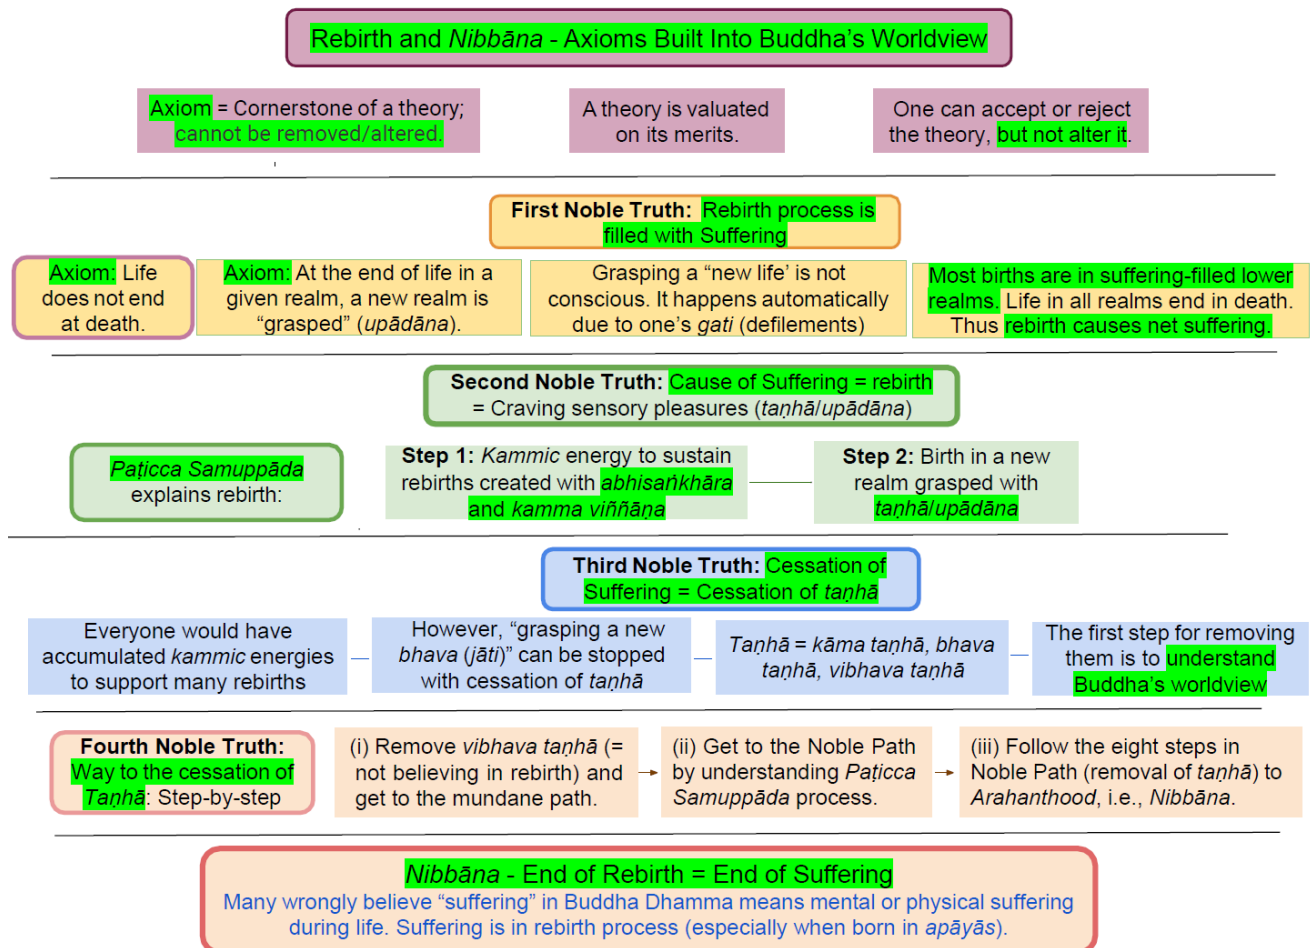 Rebirth and Nibbāna - Axioms Built Into Buddha's Worldview
Axiom = Cornerstone of a theory;
cannot be removed/altered.
A theory is valuated
on its merits.
One can accept or reject
the theory, but not alter it.
First Noble Truth: Rebirth process is
filled with Suffering
Axiom: Life
does not end
at death.
Axiom: At the end of life in a
given realm, a new realm is
“grasped” (upādāna).
Grasping a “new life’ is not
conscious. It happens automatically
due to one's gati (defilements)
Most births are in suffering-filled lower
realms. Life in all realms end in death.
Thus rebirth causes net suffering.
Second Noble Truth: Cause of Suffering = rebirth
= Craving sensory pleasures (taṇhā/upādāna)
Paṭicca Samuppāda
explains rebirth:
Step 1: Kammic energy to sustain
rebirths created with abhisaṅkhāra
and kamma viññāṇa
Step 2: Birth in a new
realm grasped with
taṇhā/upādāna
Third Noble Truth: Cessation of
Suffering = Cessation of taṇhā
Everyone would have
accumulated kammic energies
to support many rebirths
However, “grasping a new
bhava (jāti)” can be stopped
with cessation of taṇhā
Taṇhā = kāma taṇhā, bhava
taṇhā, vibhava taṇhā
The first step for removing
them is to understand
Buddha's worldview
Fourth Noble Truth:
Way to the cessation of
Taṇhā: Step-by-step
(i) Remove vibhava taṇhā (=
not believing in rebirth) and
get to the mundane path.
(ii) Get to the Noble Path
by understanding Paṭicca
Samuppāda process.
(iii) Follow the eight steps in
Noble Path (removal of taṇhā) to
Arahanthood, i.e., Nibbāna.
Nibbāna - End of Rebirth = End of Suffering
Many wrongly believe “suffering” in Buddha Dhamma means mental or physical suffering
during life. Suffering is in rebirth process (especially when born in apāyās).